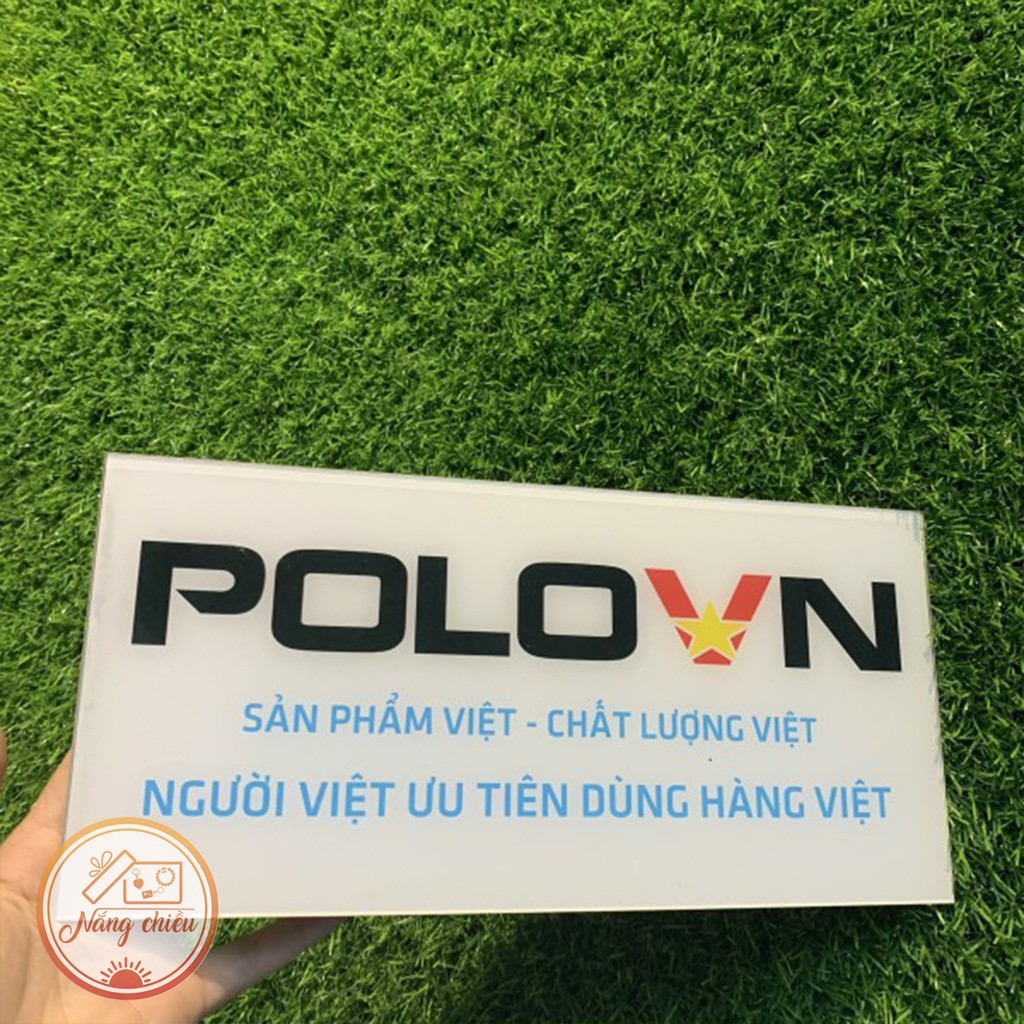 POLOVN
SẢN PHẨM VIỆT - CHẤT LƯỢNG VIỆT
NGƯỜI VIỆT ƯU TIÊN DÙNG HÀNG VIỆT
Nắng chiều